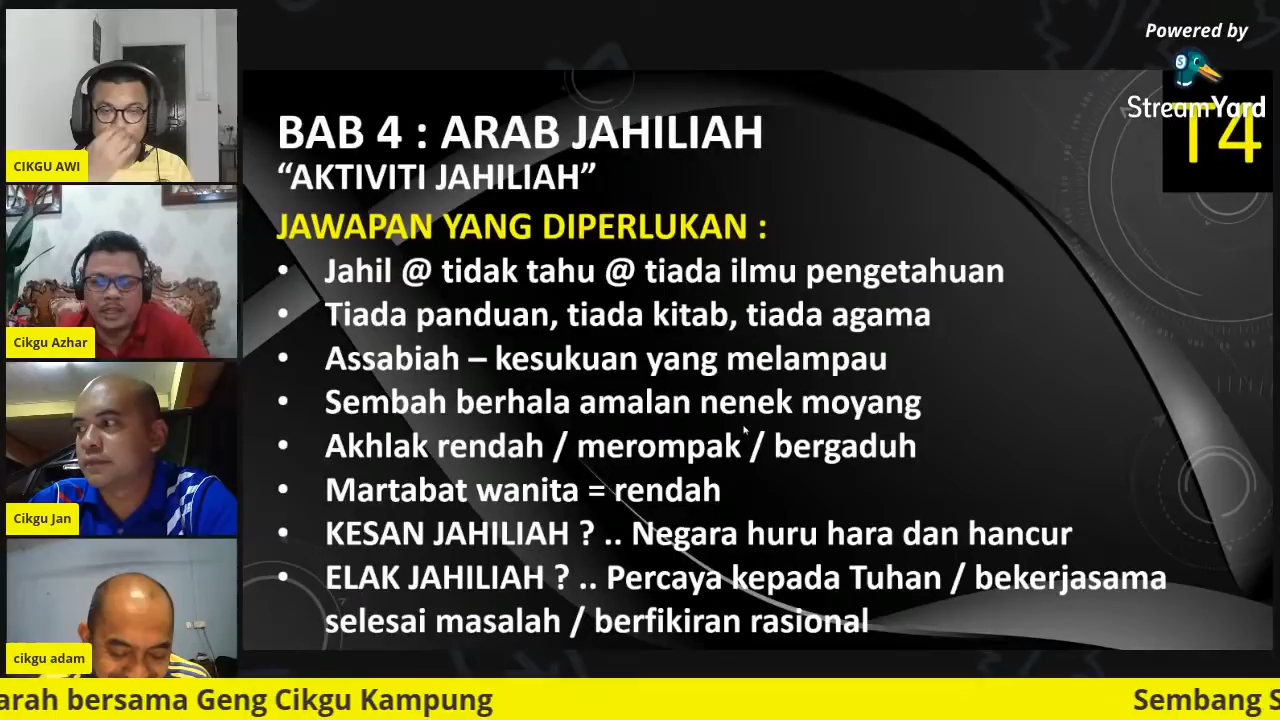 Powered by
StreamYard
T4
CIKGU AWI
Cikgu Azhar
Cikgu Jan
cikgu adam
BAB 4 : ARAB JAHILIAH
“AKTIVITI JAHILIAH”
JAWAPAN YANG DIPERLUKAN :
• Jahil @ tidak tahu @ tiada ilmu pengetahuan
• Tiada panduan, tiada kitab, tiada agama
• Assabiah – kesukuan yang melampau
• Sembah berhala amalan nenek moyang
• Akhlak rendah / merompak / bergaduh
• Martabat wanita = rendah
• KESAN JAHILIAH ? .. Negara huru hara dan hancur
• ELAK JAHILIAH ? .. Percaya kepada Tuhan / bekerjasama
selesai masalah / berfikiran rasional
arah bersama Geng Cikgu Kampung
Sembang S